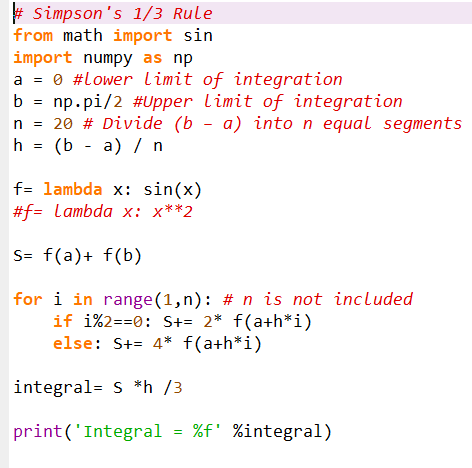 # Simpson's 1/3 Rule
from math import sin
import numpy as np
a = 0 #lower limit of integration
b = np.pi/2 #Upper limit of integration
n = 20 # Divide (b - a) into n equal segments
h = (b - a) / n
f= lambda x: sin(x)
#f= lambda x: x**2
S= f(a)+ f(b)
for i in range(1,n): # n is not included
    if i%2==0: S+= 2* f(a+h*i)
    else: S+= 4* f(a+h*i)
integral= S *h /3
print('Integral = %f' %integral)